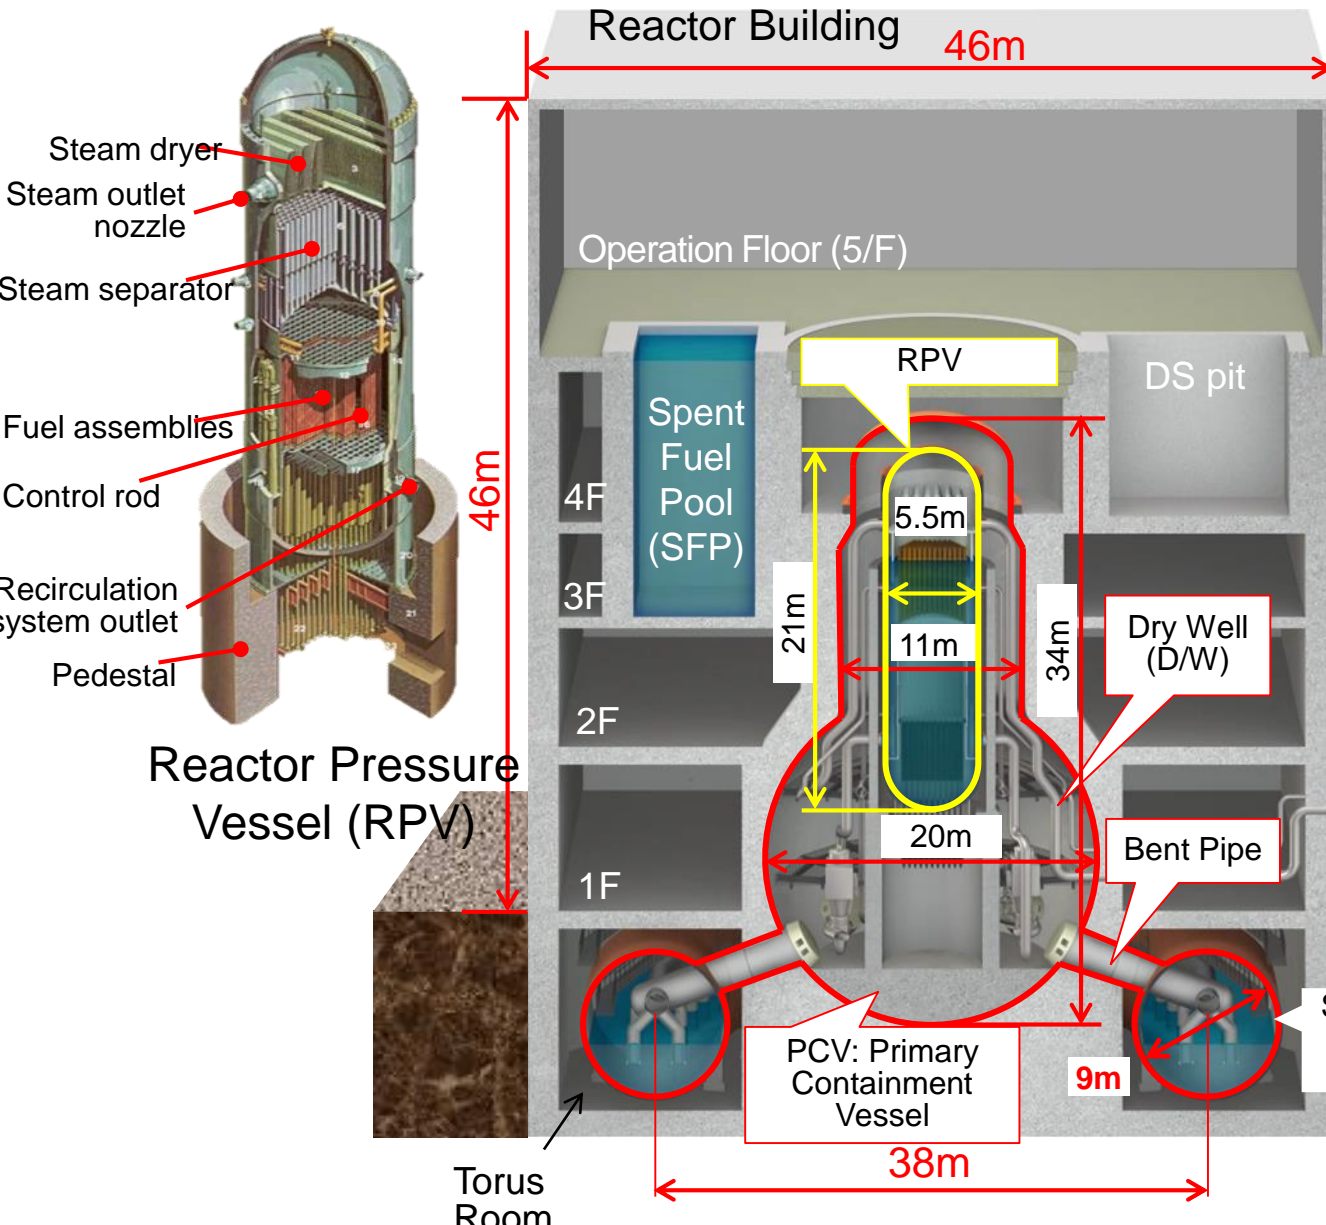 Reactor Building
46m
Steam dryer
Steam outlet
nozzle
Steam separator
Fuel assemblies
Control rod
Recirculation
system outlet
Pedestal
Reactor Pressure
Vessel (RPV)
46m
Operation Floor (5/F)
RPV
DS pit
Spent
Fuel
Pool
(SFP)
4F
3F
2F
1F
5.5m
21m
11m
34m
20m
Dry Well
(D/W)
Bent Pipe
PCV: Primary
Containment
Vessel
9m
38m
Torus
Room